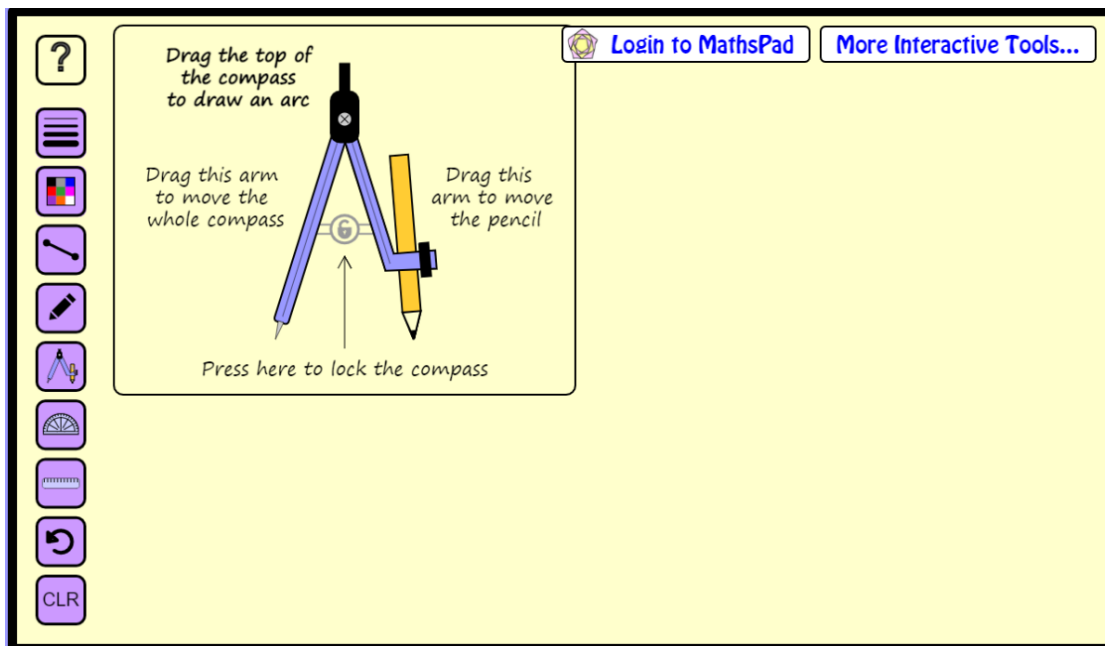 ?
Login to MathsPad
More Interactive Tools...
Drag the top of
the compass
to draw an arc
Drag this arm
to move the
whole compass
Drag this
arm to move
the pencil
Press here to lock the compass
CLR